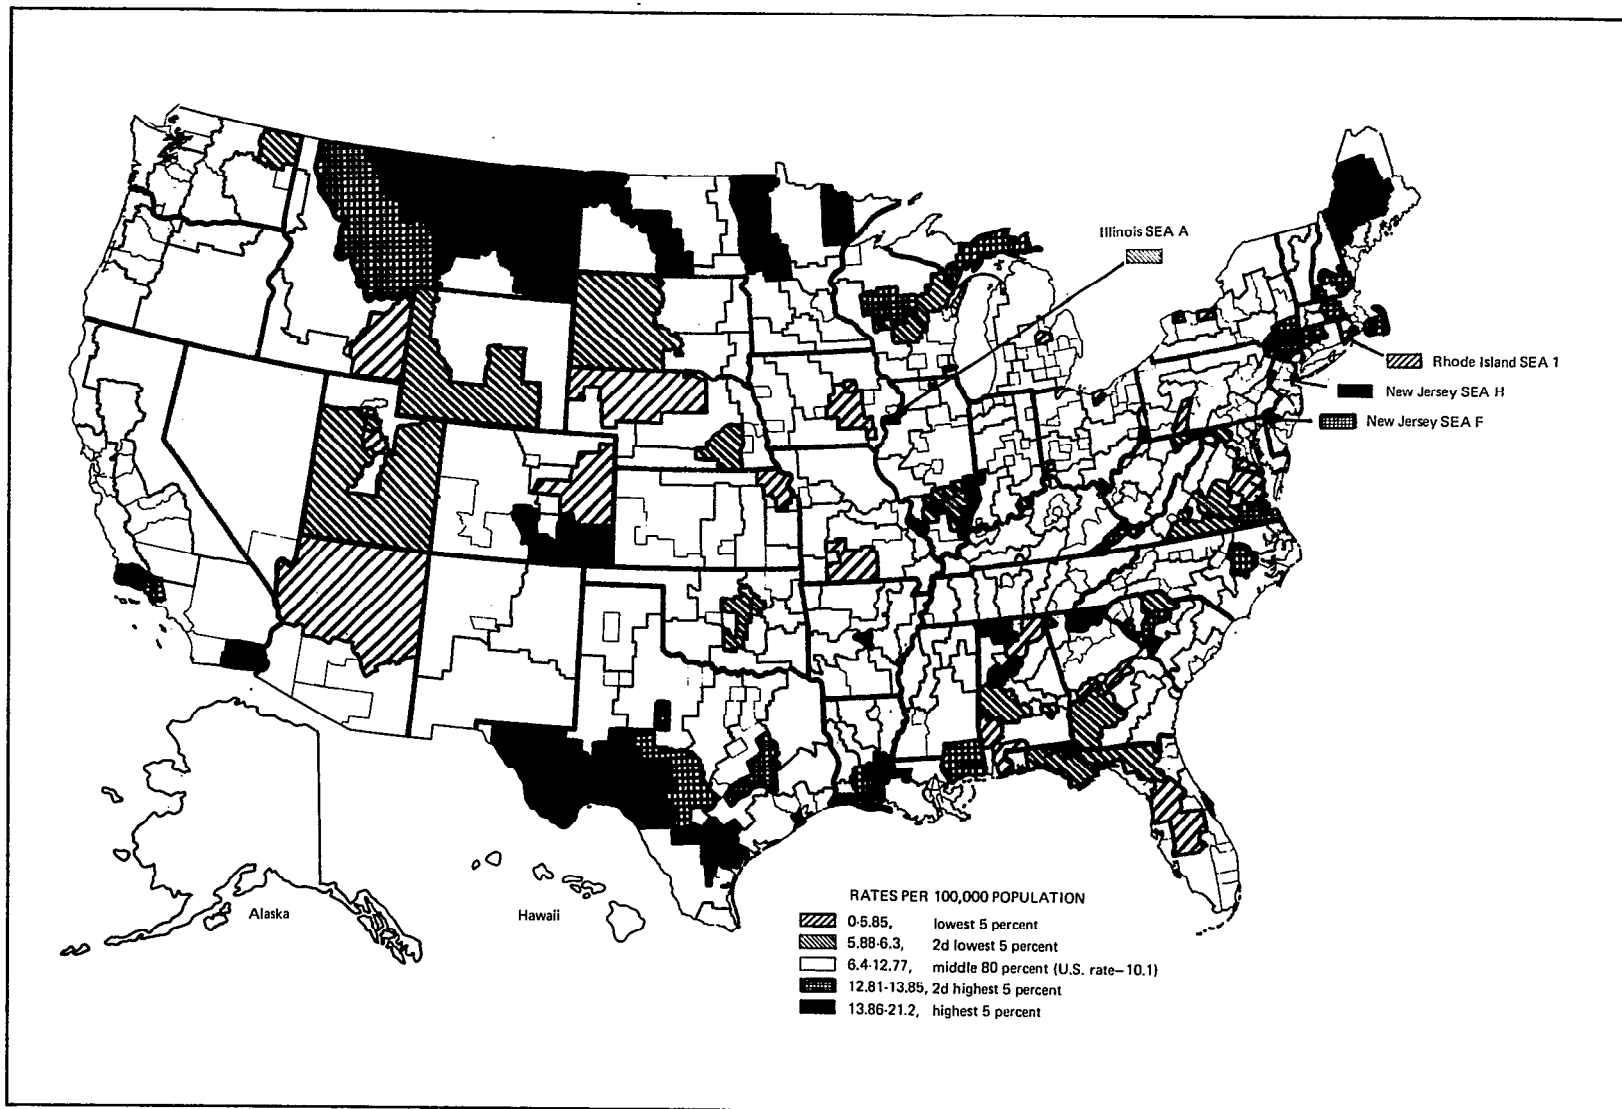 Illinois SEA A
Rhode Island SEA 1
New Jersey SEA H
New Jersey SEA F
Alaska
Hawaii
RATES PER 100,000 POPULATION
0-5.85, lowest 5 percent
5.88-6.3, 2d lowest 5 percent
6.4-12.77, middle 80 percent (U.S. rate—10.1)
12.81-13.85, 2d highest 5 percent
13.86-21.2, highest 5 percent